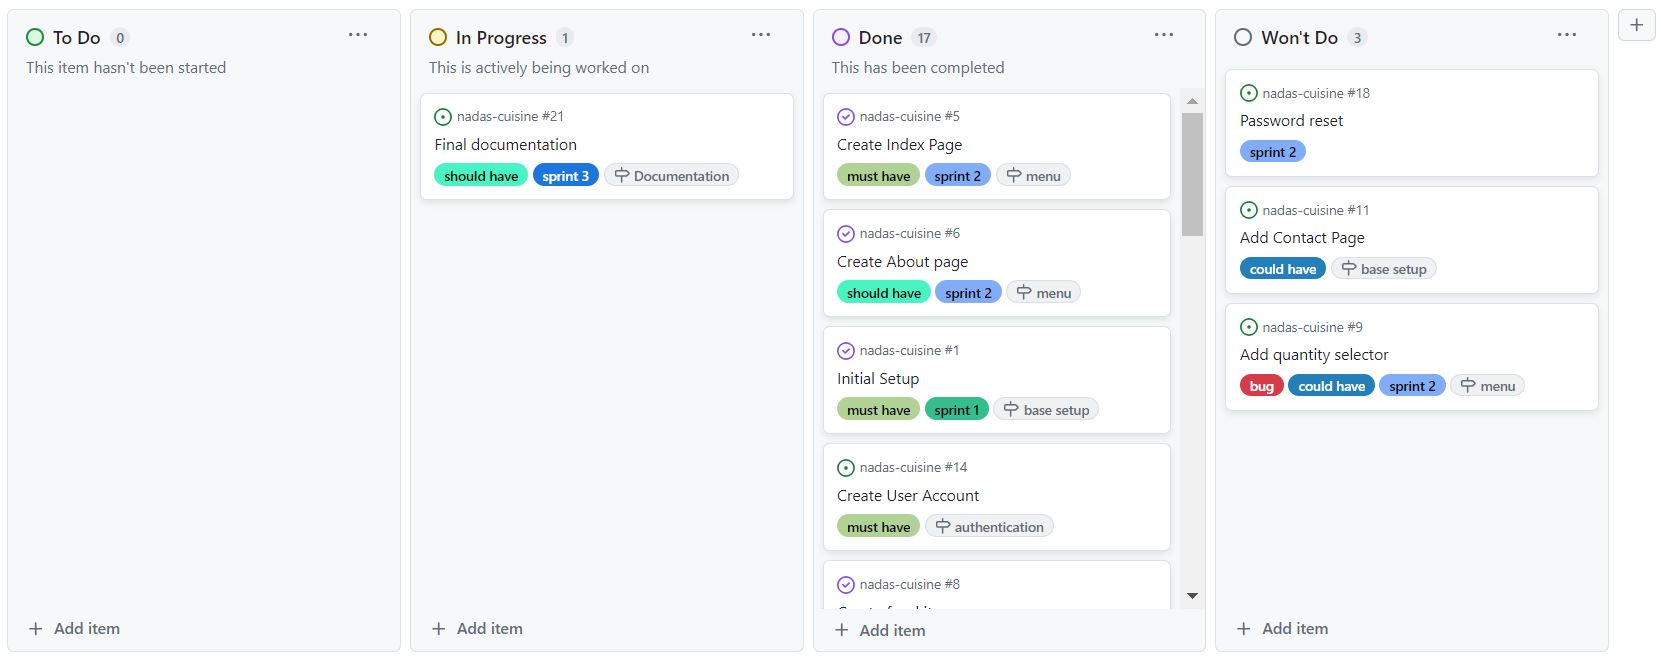 To Do 0
This item hasn't been started
Add item
In Progress 1
This is actively being worked on
nadas-cuisine #21
Final documentation
should have sprint 3 Documentation
Add item
Done 17
This has been completed
nadas-cuisine #5
Create Index Page
must have sprint 2 menu
nadas-cuisine #6
Create About page
should have sprint 2 menu
nadas-cuisine #1
Initial Setup
must have sprint 1 base setup
nadas-cuisine #14
Create User Account
must have authentication
nadas-cuisine #8
Add item
Won't Do 3
nadas-cuisine #18
Password reset
sprint 2
nadas-cuisine #11
Add Contact Page
could have base setup
nadas-cuisine #9
Add quantity selector
bug could have sprint 2 menu
Add item